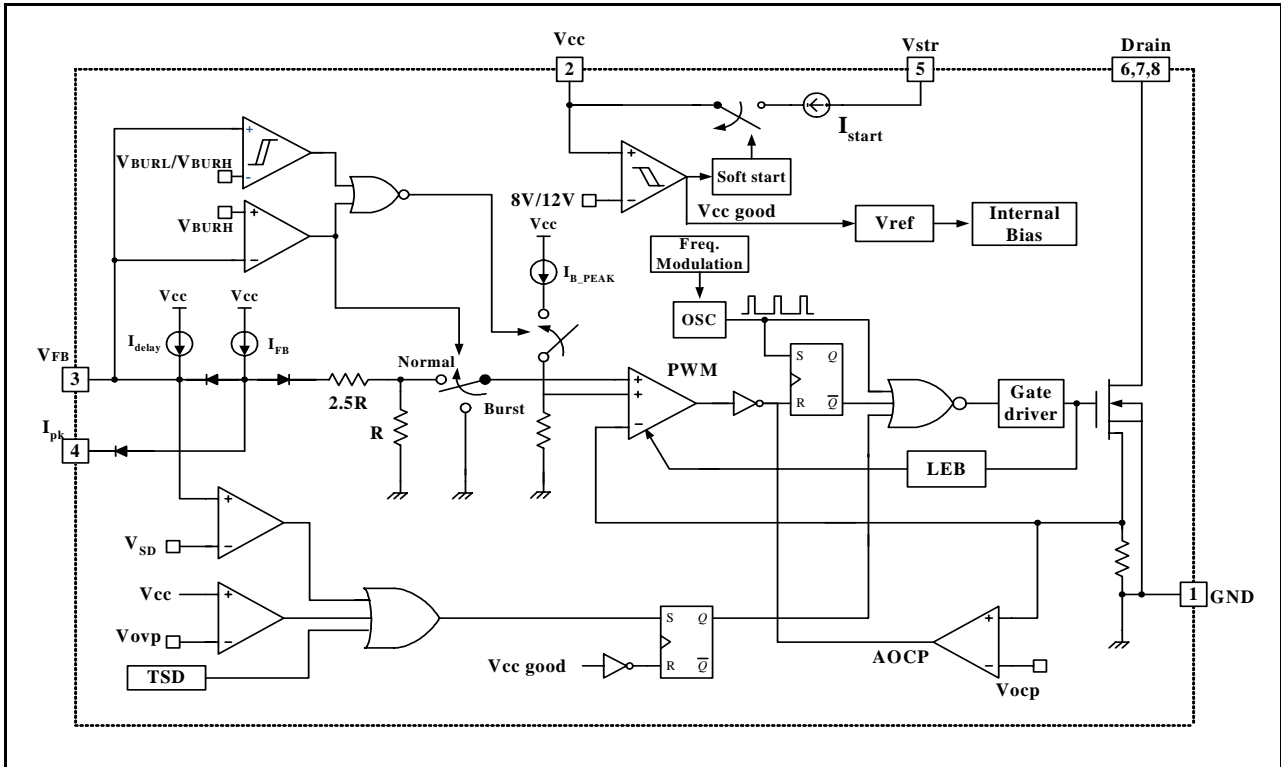 Vcc
2
Vstr
5
Drain
6,7,8
+
VBURL/VBURH
-
Istart
+
8V/12V
−
Soft start
Vcc good
Vref
Internal
Bias
+
VBURH
−
Vcc
IB_PEAK
Freq.
Modulation
OSC
Vcc
Vcc
Idelay
IFB
VFB
3
Normal
Burst
2.5R
R
PWM
+
+
−
S
Q
R
Q
Gate
driver
Ipk
4
LEB
+
VSD
−
Vcc
+
Vovp
−
TSD
S
Q
R
Q
Vcc good
AOCP
+
−
Vocp
1
GND